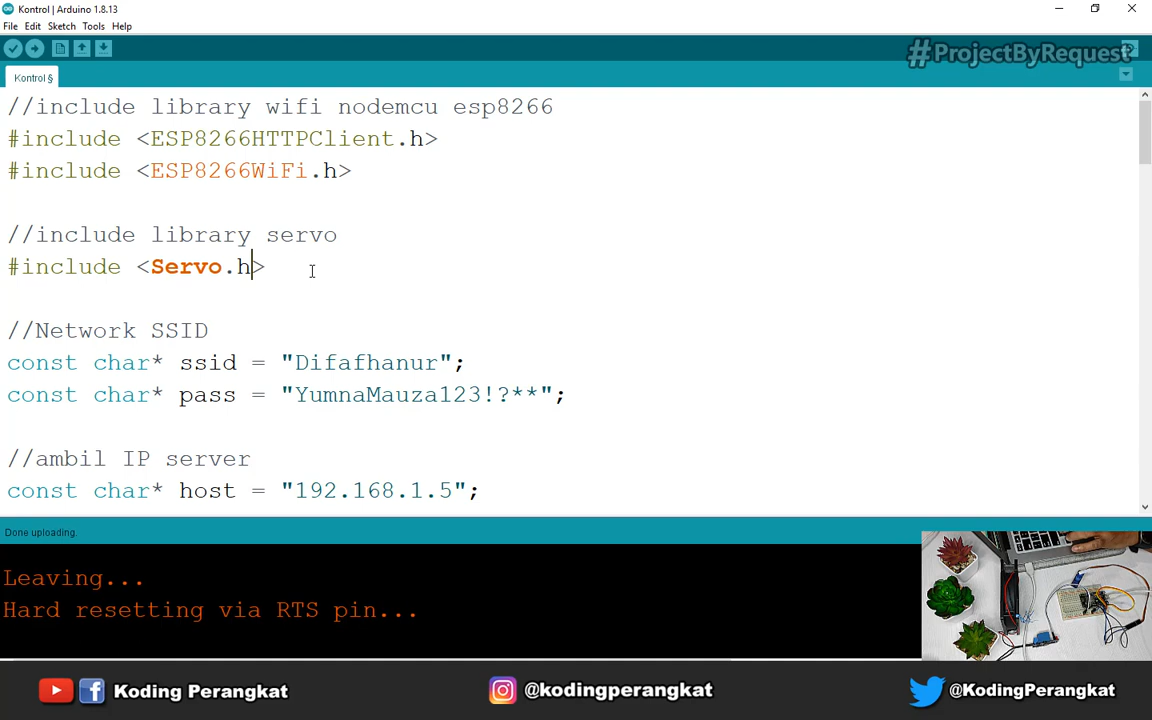 Kontrol | Arduino 1.8.13
File Edit Sketch Tools Help
#ProjectByRequest
Kontrol §
//include library wifi nodemcu esp8266
#include <ESP8266HTTPClient.h>
#include <ESP8266WiFi.h>
//include library servo
#include <Servo.h>
//Network SSID
const char* ssid = "Difafhanur";
const char* pass = "YumnaMauza123!?**";
//ambil IP server
const char* host = "192.168.1.5";
Done uploading.
Leaving...
Hard resetting via RTS pin...
Koding Perangkat
@kodingperangkat
@KodingPerangkat